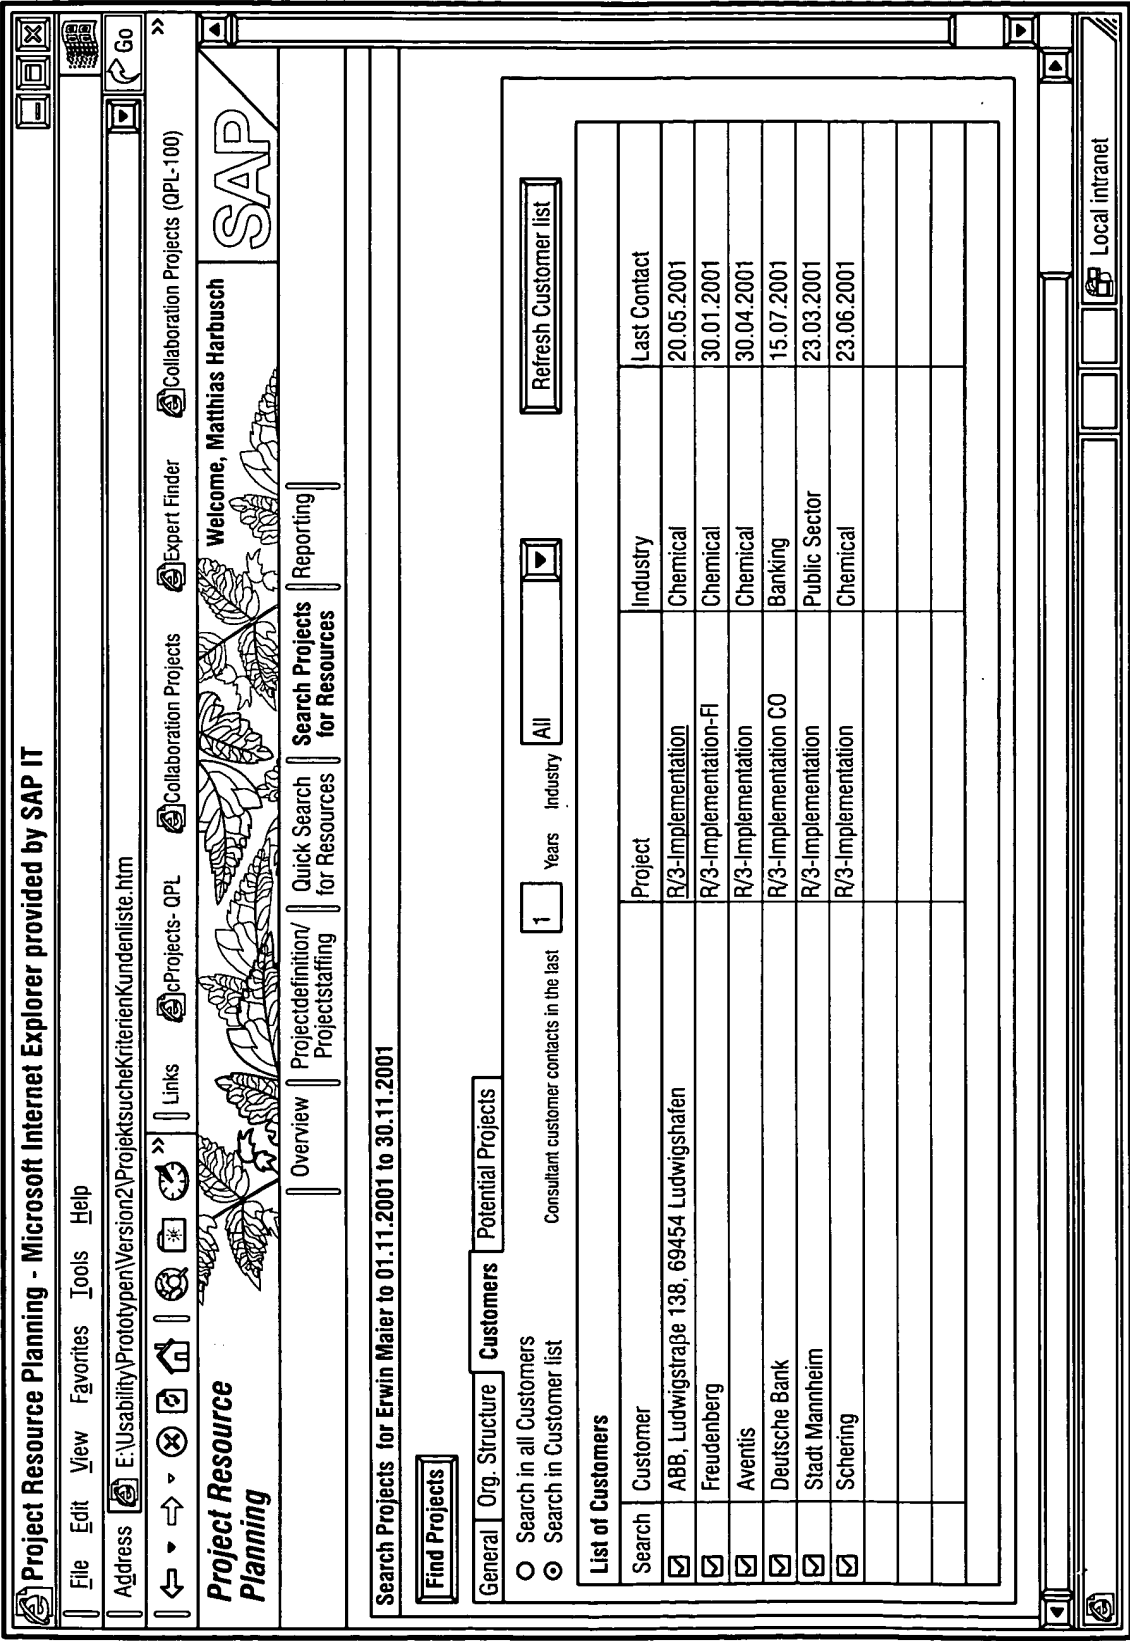 Project Resource Planning - Microsoft Internet Explorer provided by SAP IT
File Edit View Favorites Tools Help
Address E:\Usability\Prototypen\Version2\ProjektsucheKriterienKundenliste.htm Go
» Links cProjects- QPL Collaboration Projects Expert Finder Collaboration Projects (QPL-100) »
Project Resource
Planning
Welcome, Matthias Harbusch
SAP
Overview Projectdefinition/ Quick Search Search Projects Reporting
Projectstaffing for Resources for Resources
Search Projects for Erwin Maier to 01.11.2001 to 30.11.2001
Find Projects
General Org. Structure Customers Potential Projects
Search in all Customers
Search in Customer list Consultant customer contacts in the last 1 Years Industry All Refresh Customer list
List of Customers
Search Customer Project Industry Last Contact
ABB, Ludwigstraβe 138, 69454 Ludwigshafen R/3-Implementation Chemical 20.05.2001
Freudenberg R/3-Implementation-FI Chemical 30.01.2001
Aventis R/3-Implementation Chemical 30.04.2001
Deutsche Bank R/3-Implementation CO Banking 15.07.2001
Stadt Mannheim R/3-Implementation Public Sector 23.03.2001
Schering R/3-Implementation Chemical 23.06.2001
Local intranet